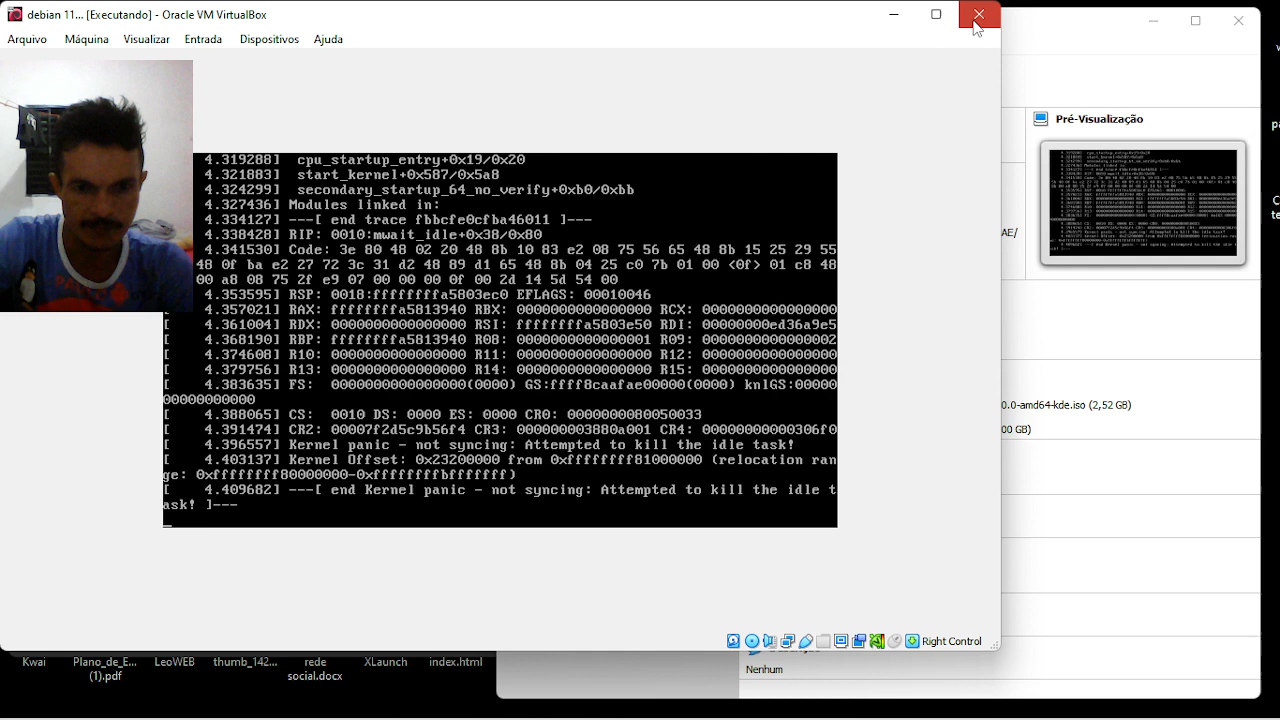 debian 11... [Executando] - Oracle VM VirtualBox
Arquivo Máquina Visualizar Entrada Dispositivos Ajuda
Pré-Visualização
4.319288] cpu_startup_entry+0x19/0x20
4.321883] start_kernel+0x587/0x5a8
4.324299] secondary_startup_64_no_verify+0xb0/0xbb
4.327436] Modules linked in:
4.334127] ---[ end trace fbbcfe0cfba46011 ]---
4.338428] RIP: 0010:mwait_idle+0x56/0x80
4.341530] Code: 3e 80 48 02 20 48 8b 10 83 e2 08 75 56 65 48 8b 15 25 29 55
48 0f ba e2 27 72 3c 31 d2 48 89 d1 65 48 8b 04 25 c0 7b 01 00 <0f> 01 c8 48
00 a8 08 75 2f e9 07 00 00 00 0f 00 2d 14 5d 54 00
4.353595] RSP: 0018:ffffffffa5803ec0 EFLAGS: 00010046
4.357021] RAX: ffffffffa5813940 RBX: 0000000000000000 RCX: 0000000000000000
[ 4.361004] RDX: 0000000000000000 RSI: ffffffffa5803e50 RDI: 00000000ed36a9e5
[ 4.368190] RBP: ffffffffa5813940 R08: 0000000000000001 R09: 0000000000000002
[ 4.374608] R10: 0000000000000000 R11: 0000000000000000 R12: 0000000000000000
[ 4.379756] R13: 0000000000000000 R14: 0000000000000000 R15: 0000000000000000
[ 4.383635] FS: 0000000000000000(0000) GS:ffff8caafae00000(0000) knlGS:00000
00000000000
[ 4.388065] CS: 0010 DS: 0000 ES: 0000 CR0: 0000000080050033
[ 4.391474] CR2: 00007f2d5c9b56f4 CR3: 000000003880a001 CR4: 00000000000306f0
[ 4.396557] Kernel panic - not syncing: Attempted to kill the idle task!
[ 4.403137] Kernel Offset: 0x23200000 from 0xffffffff81000000 (relocation ran
ge: 0xffffffff80000000-0xffffffffbfffffff)
[ 4.409682] ---[ end Kernel panic - not syncing: Attempted to kill the idle t
ask! ]---
AE/
0.0-amd64-kde.iso (2,52 GB)
00 GB)
Right Control
Nenhum
Kwai
Plano_de_E...
(1).pdf
LeoWEB
thumb_142...
rede
social.docx
XLaunch
index.html